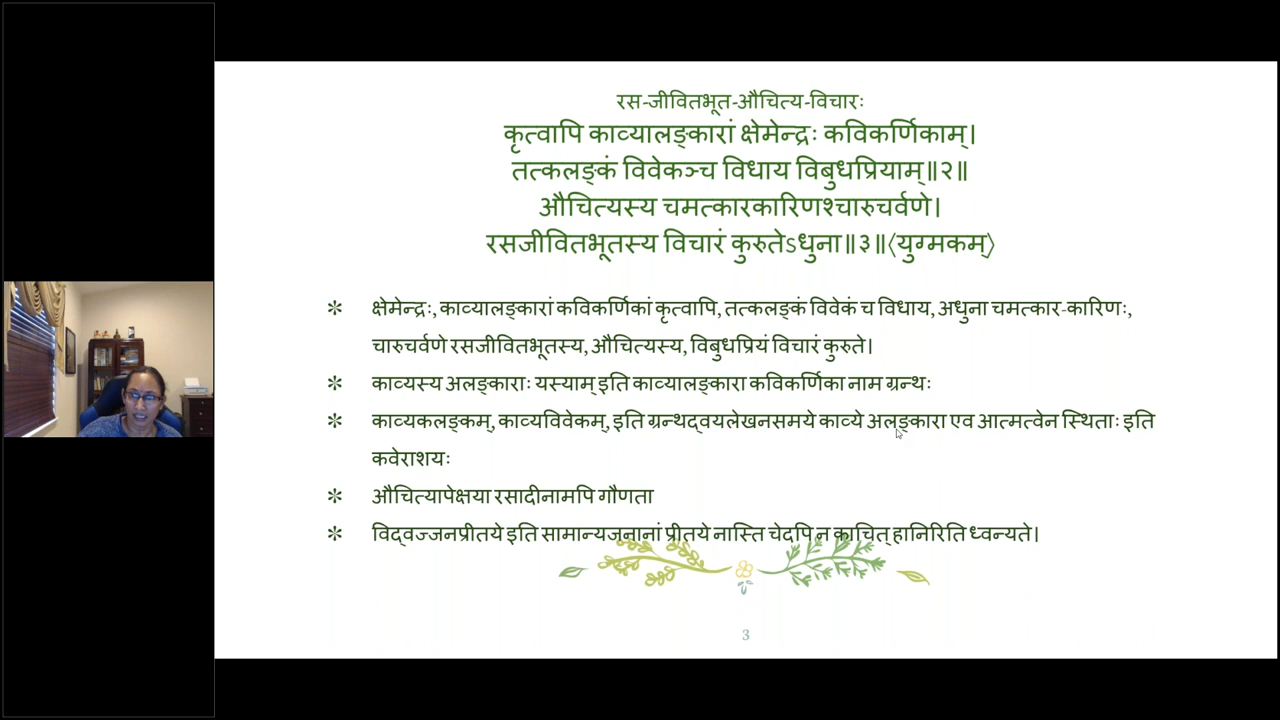 रस-जीवितभूत-औचित्य-विचारः
कृत्वापि काव्यालङ्कारां क्षेमेन्द्रः कविकर्णिकाम्।
तत्कलङ्कं विवेकञ्च विधाय विबुधप्रियाम्॥२॥
औचित्यस्य चमत्कारकारिणश्चारुचर्वणे।
रसजीवितभूतस्य विचारं कुरुतेऽधुना॥३॥⟨युग्मकम्⟩
✻ क्षेमेन्द्रः, काव्यालङ्कारां कविकर्णिकां कृत्वापि, तत्कलङ्कं विवेकं च विधाय, अधुना चमत्कार-कारिणः,
चारुचर्वणे रसजीवितभूतस्य, औचित्यस्य, विबुधप्रियं विचारं कुरुते।
✻ काव्यस्य अलङ्काराः यस्याम् इति काव्यालङ्कारा कविकर्णिका नाम ग्रन्थः
✻ काव्यकलङ्कम्, काव्यविवेकम्, इति ग्रन्थद्वयलेखनसमये काव्ये अलङ्कारा एव आत्मत्वेन स्थिताः इति
कवेराशयः
✻ औचित्यापेक्षया रसादीनामपि गौणता
✻ विद्वज्जनप्रीतये इति सामान्यजनानां प्रीतये नास्ति चेदपि न काचित् हानिरिति ध्वन्यते।
3